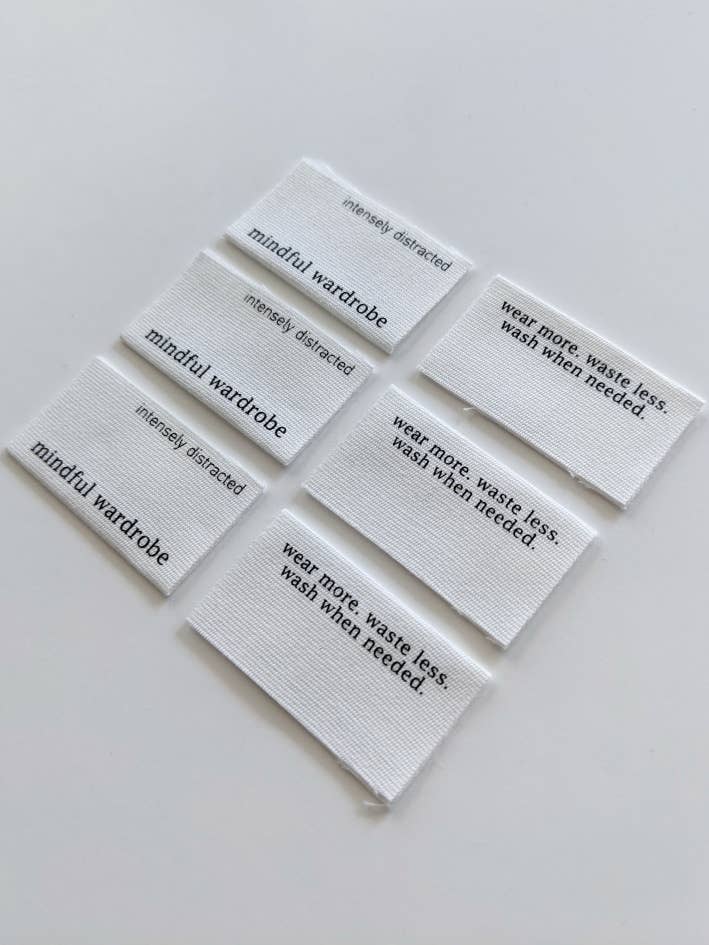 intensely distracted
mindful wardrobe
intensely distracted
mindful wardrobe
intensely distracted
mindful wardrobe
wear more. waste less.
wash when needed.
wear more. waste less.
wash when needed.
wear more. waste less.
wash when needed.